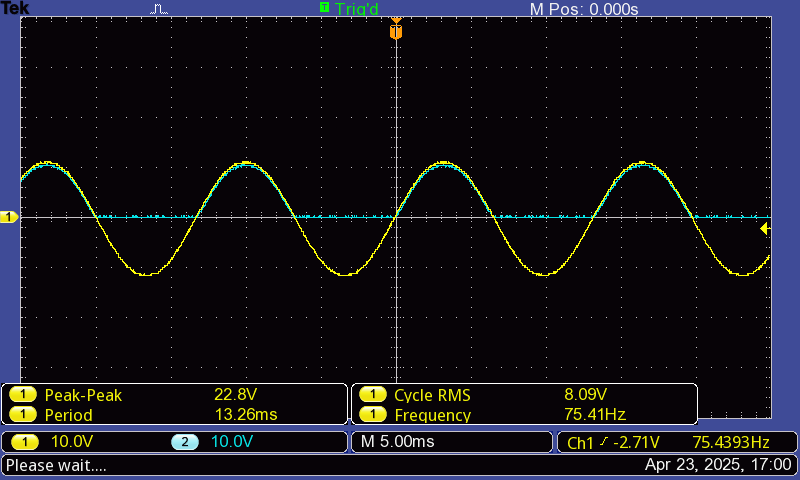 Tek T Trig'd M Pos: 0.000s
T
1
1 Peak-Peak 22.8V 1 Cycle RMS 8.09V
1 Period 13.26ms 1 Frequency 75.41Hz
1 10.0V 2 10.0V M 5.00ms Ch1 / -2.71V 75.4393Hz
Please wait.... Apr 23, 2025, 17:00